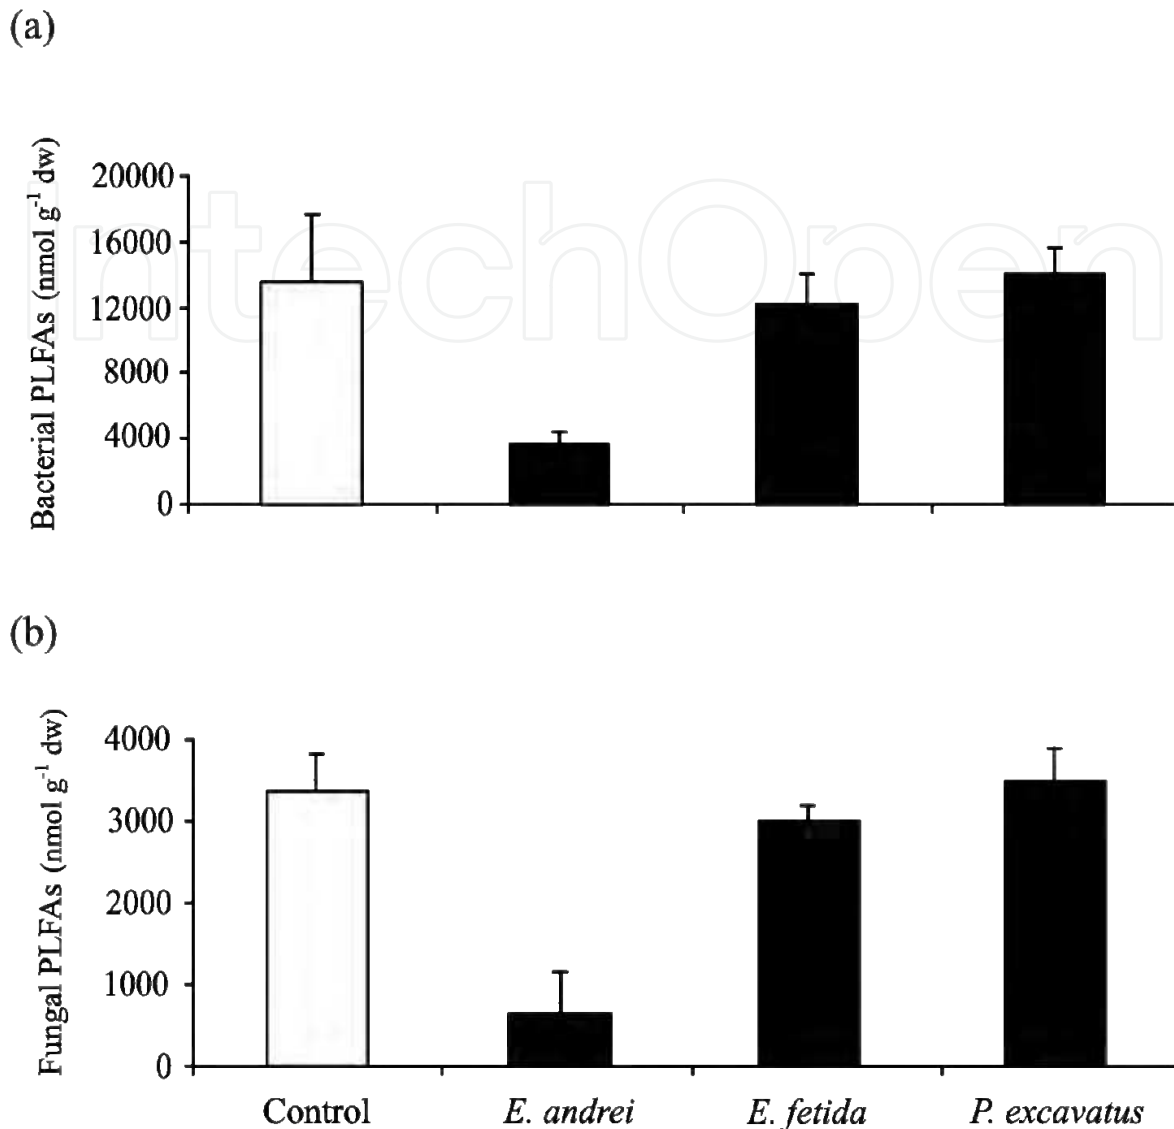 (a)
Bacterial PLFAs (nmol g⁻¹ dw)
20000
16000
12000
8000
4000
0
IntechOpen
(b)
Fungal PLFAs (nmol g⁻¹ dw)
4000
3000
2000
1000
0
Control E. andrei E. fetida P. excavatus